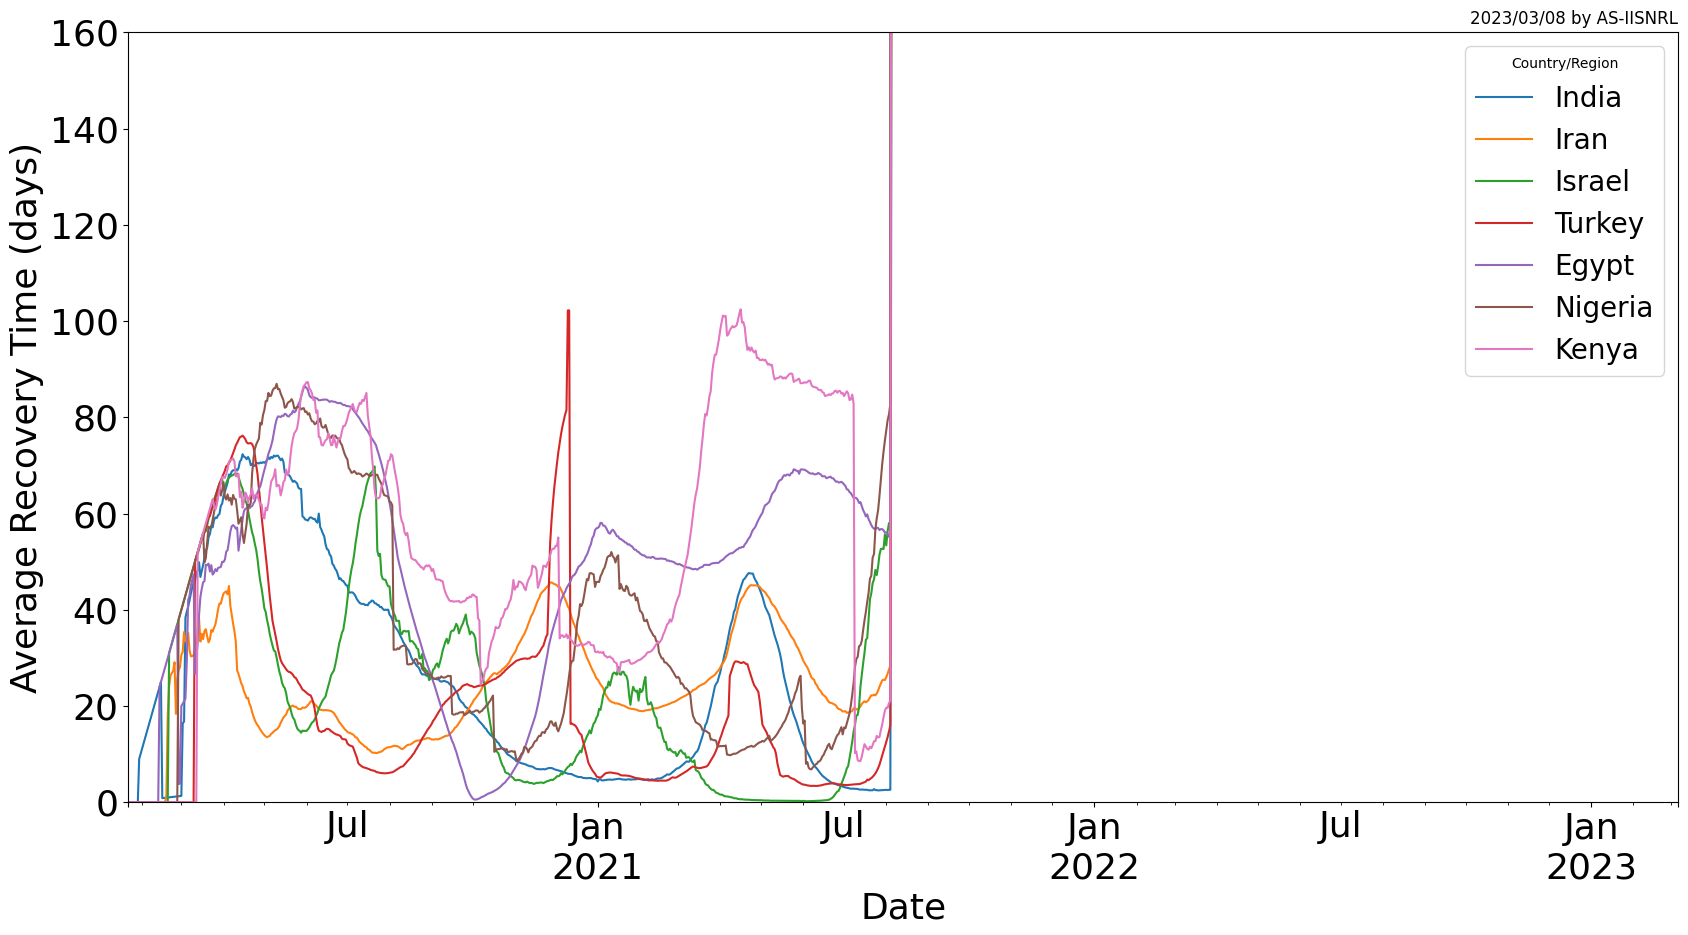 2023/03/08 by AS-IISNRL
Average Recovery Time (days)
160
140
120
100
80
60
40
20
0
Country/Region
India
Iran
Israel
Turkey
Egypt
Nigeria
Kenya
Jul Jan Jul Jan Jul Jan
2021 2022 2023
Date